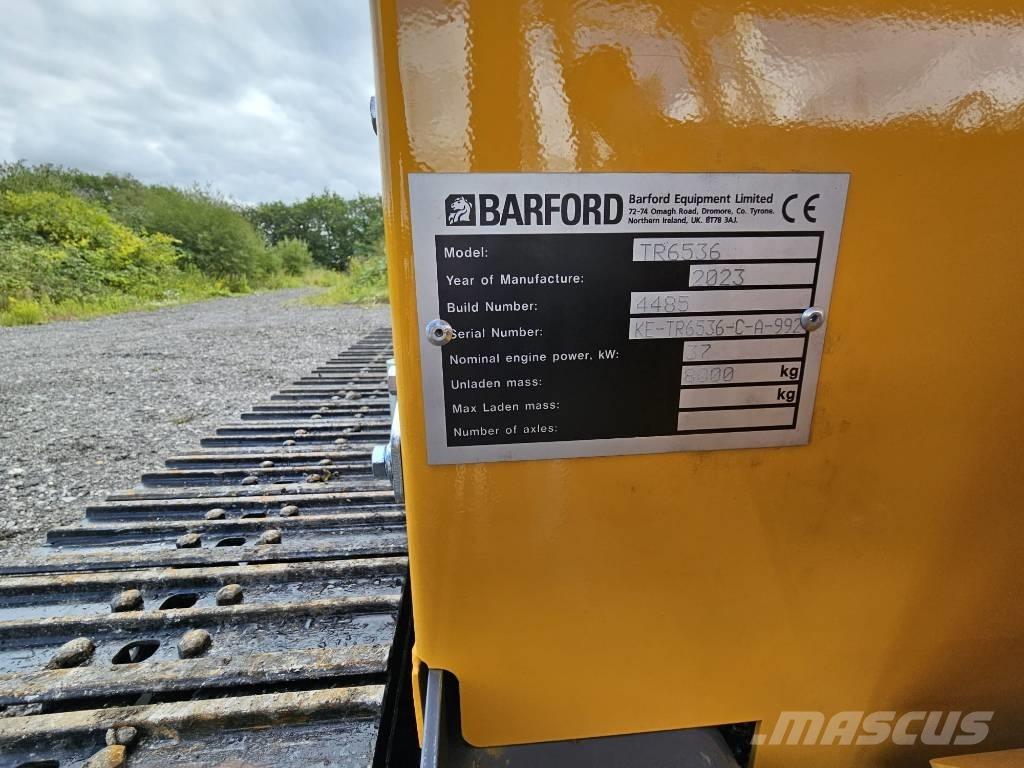 BARFORD Barford Equipment Limited CE
72-74 Omagh Road, Dromore, Co. Tyrone.
Northern Ireland, UK. BT78 3AJ.
Model: TR6536
Year of Manufacture: 2023
Build Number: 4485
Serial Number: KE-TR6536-C-A-992
Nominal engine power, kW: 37
Unladen mass: 8000 kg
Max Laden mass: kg
Number of axles:
MASCUS